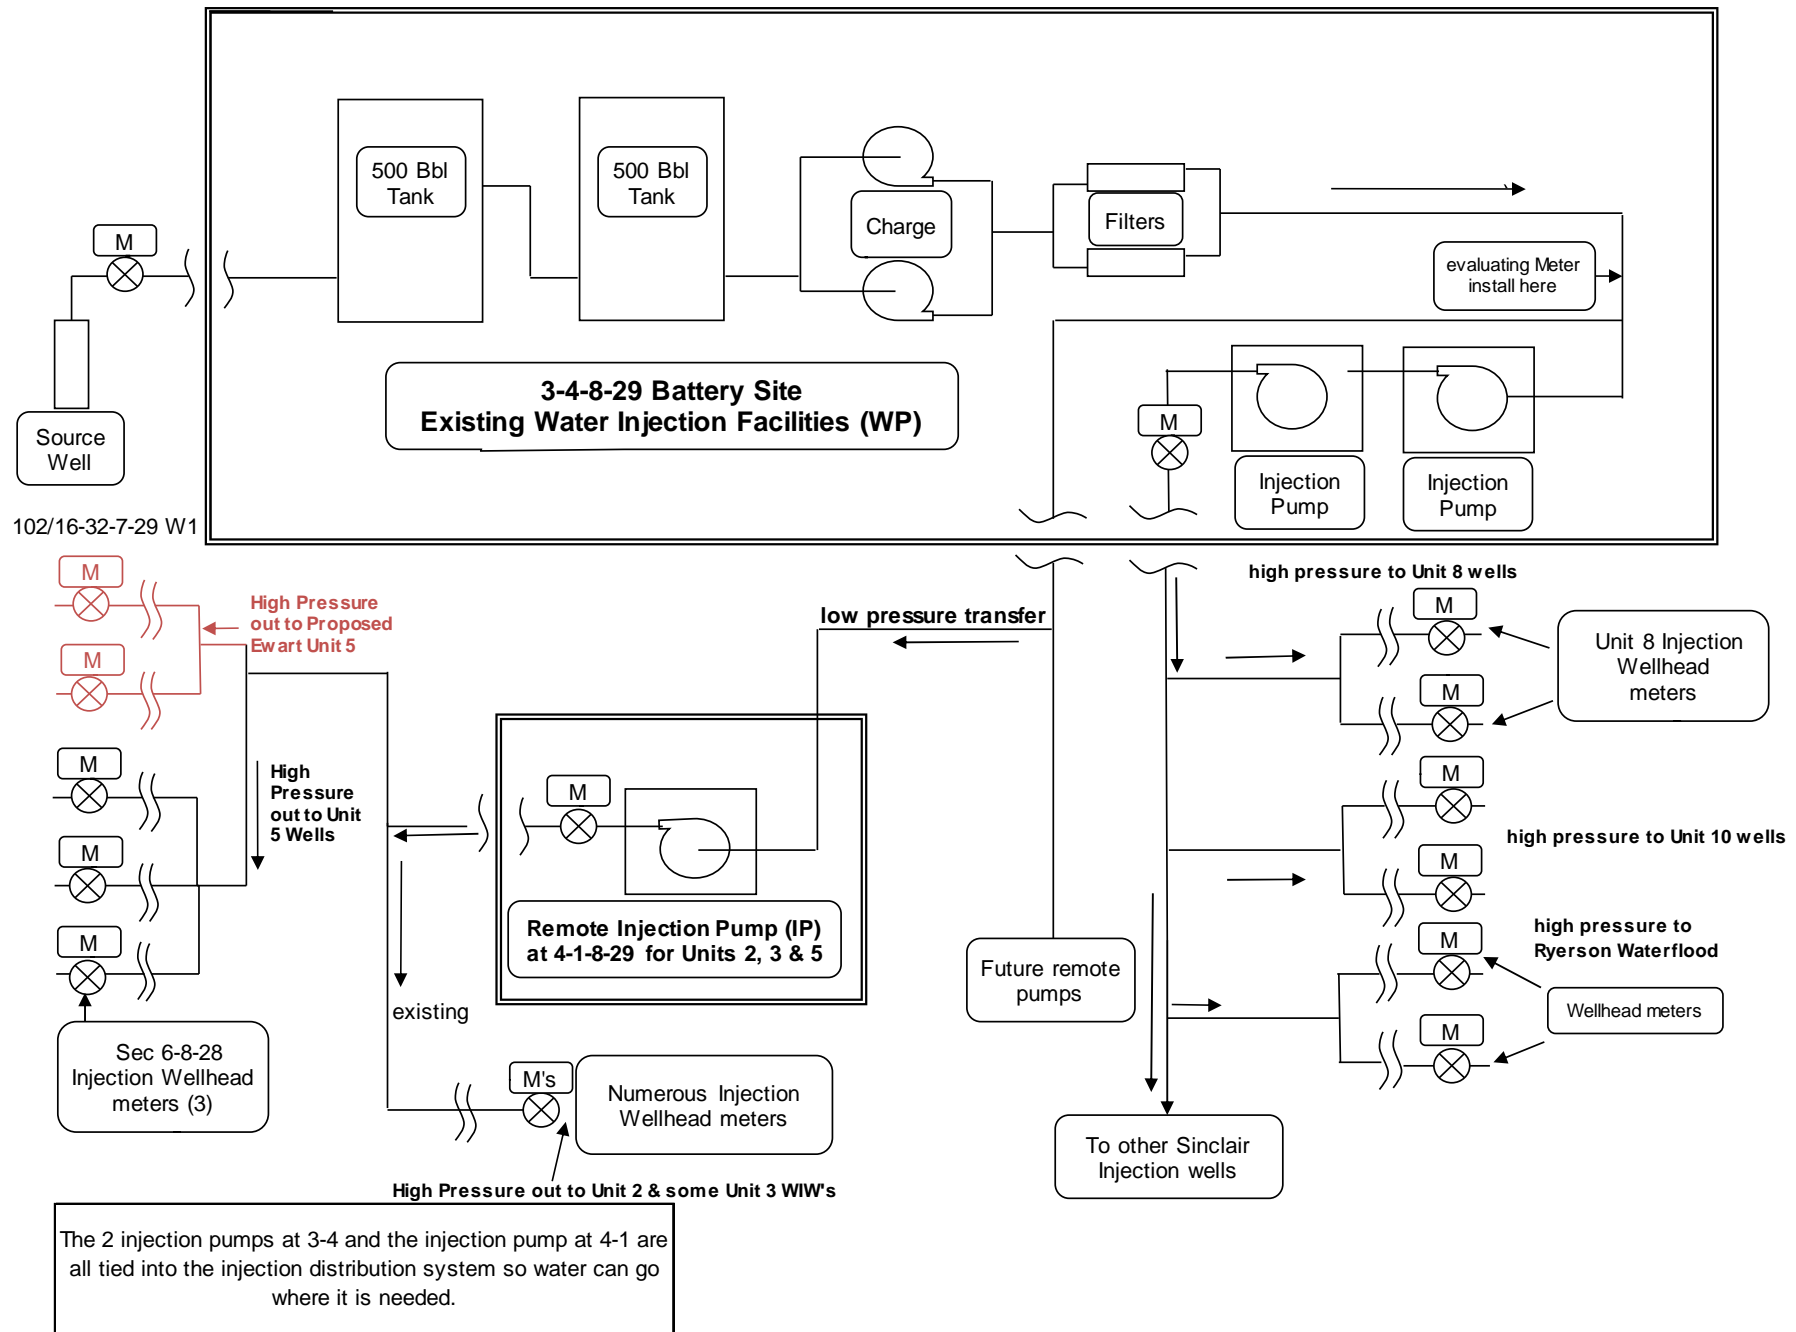 500 Bbl
Tank
500 Bbl
Tank
Charge
Filters
M
evaluating Meter
install here
3-4-8-29 Battery Site
Existing Water Injection Facilities (WP)
M
Source
Well
Injection
Pump
Injection
Pump
102/16-32-7-29 W1
M
High Pressure
out to Proposed
Ewart Unit 5
M
high pressure to Unit 8 wells
low pressure transfer
M
Unit 8 Injection
Wellhead
meters
M
M
High
Pressure
out to Unit
5 Wells
M
M
M
high pressure to Unit 10 wells
M
M
Remote Injection Pump (IP)
at 4-1-8-29 for Units 2, 3 & 5
high pressure to
Ryerson Waterflood
M
Future remote
pumps
Wellhead meters
existing
M
Sec 6-8-28
Injection Wellhead
meters (3)
M's
Numerous Injection
Wellhead meters
To other Sinclair
Injection wells
High Pressure out to Unit 2 & some Unit 3 WIW's
The 2 injection pumps at 3-4 and the injection pump at 4-1 are
all tied into the injection distribution system so water can go
where it is needed.